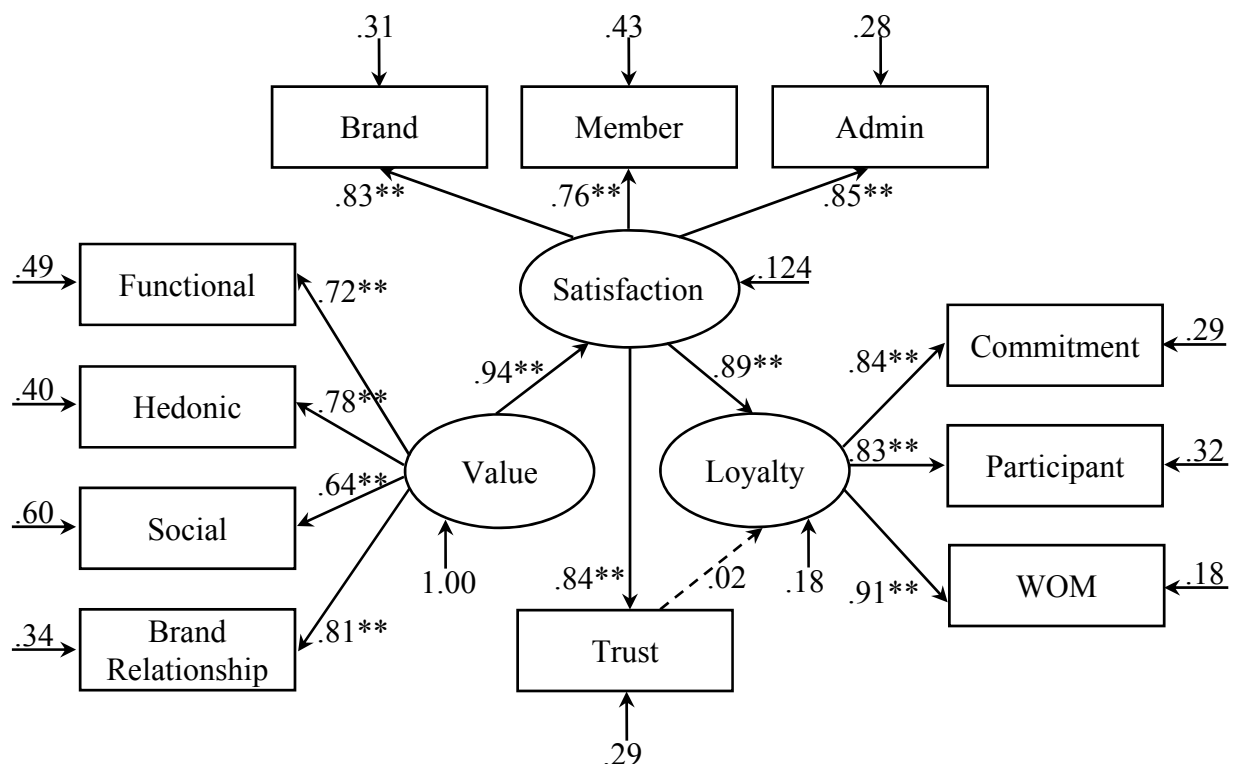 .31
.43
.28
Brand
Member
Admin
.83**
.76**
.85**
.49
Functional
.72**
Satisfaction
.124
.40
Hedonic
.78**
.94**
.89**
.84**
Commitment
.29
.60
Social
.64**
Value
Loyalty
.83**
Participant
.32
.34
Brand
Relationship
.81**
1.00
.84**
.02
.18
.91**
WOM
.18
Trust
.29